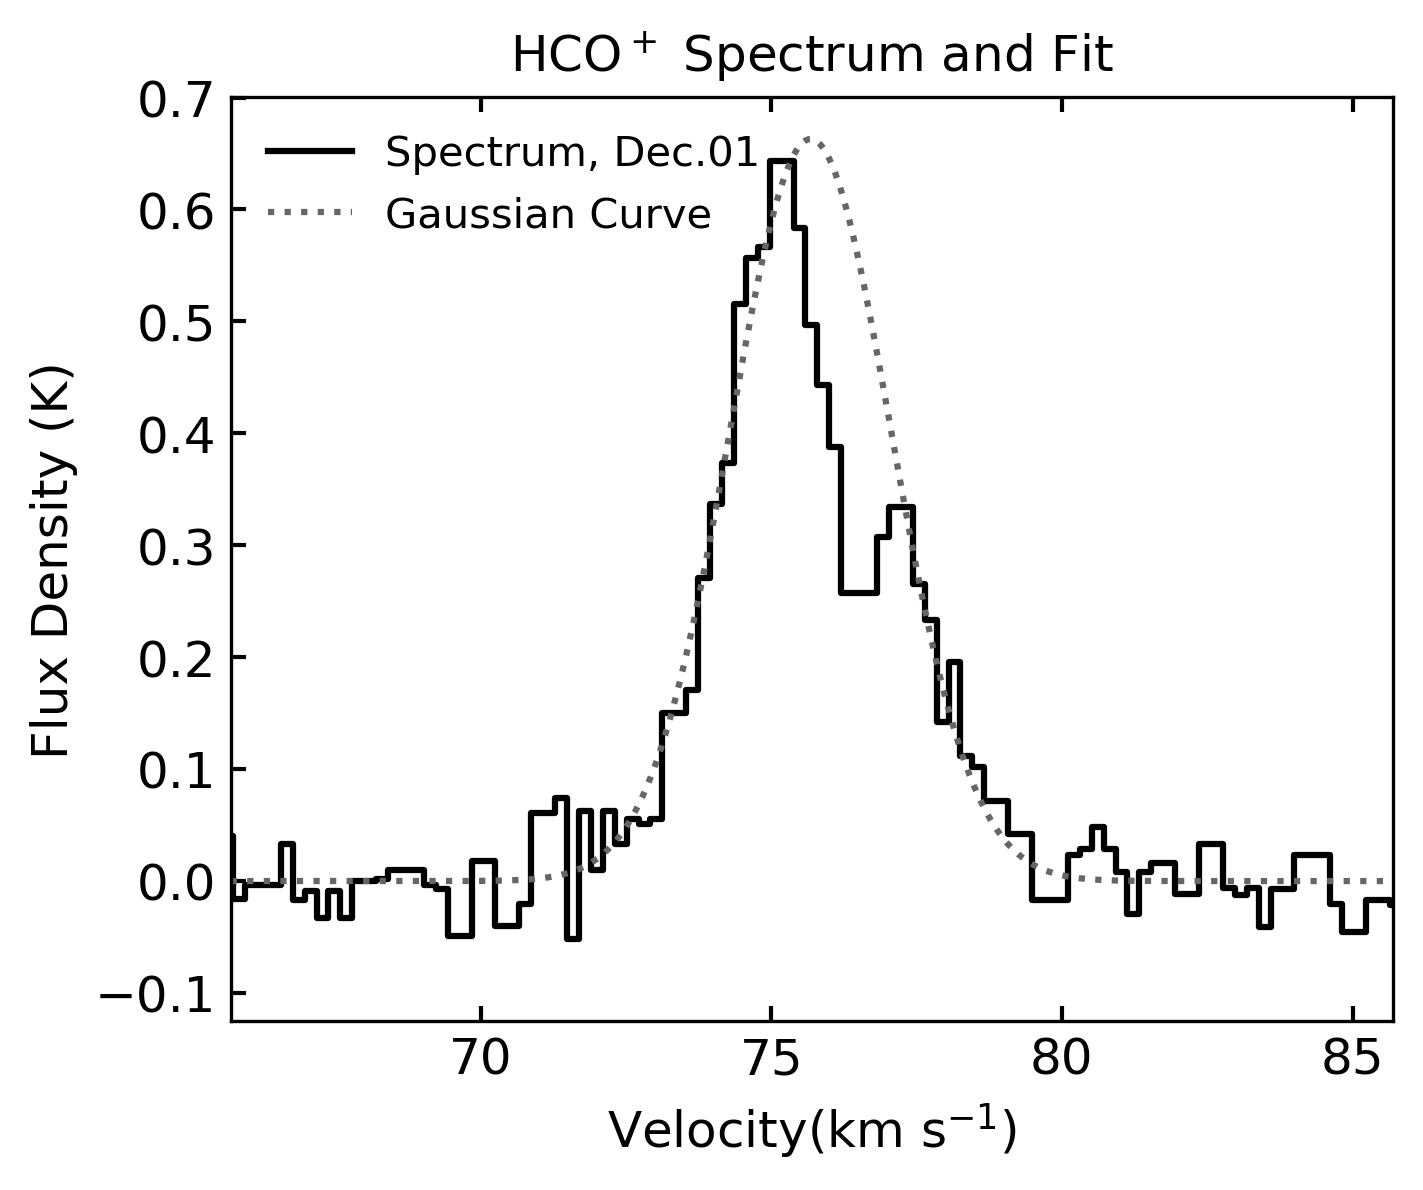 HCO⁺ Spectrum and Fit
Spectrum, Dec.01
Gaussian Curve
Flux Density (K)
0.7
0.6
0.5
0.4
0.3
0.2
0.1
0.0
−0.1
70 75 80 85
Velocity(km s⁻¹)